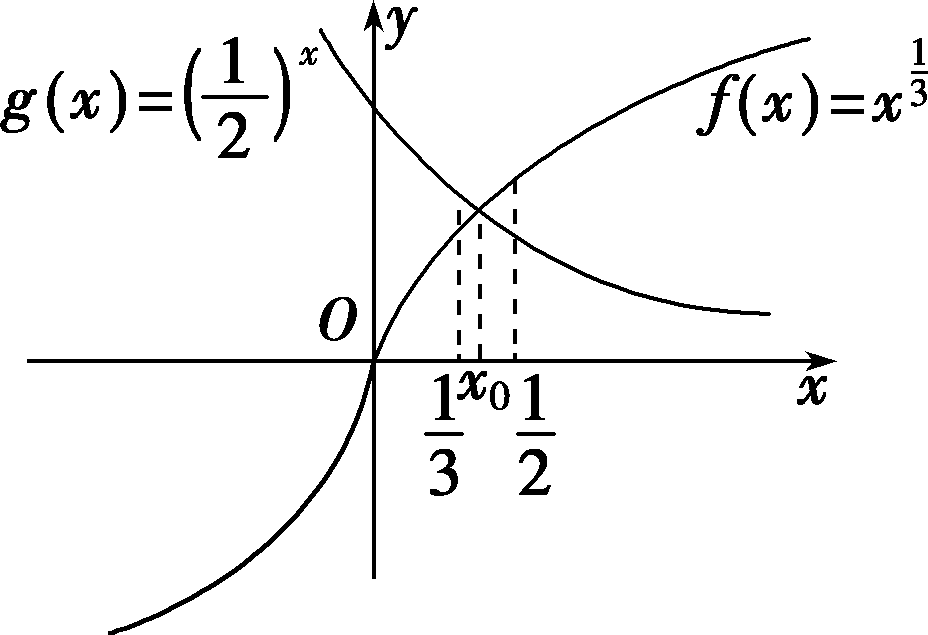 y
g(x)=(1/2)^x
f(x)=x^(1/3)
O
x
1/3 x₀ 1/2